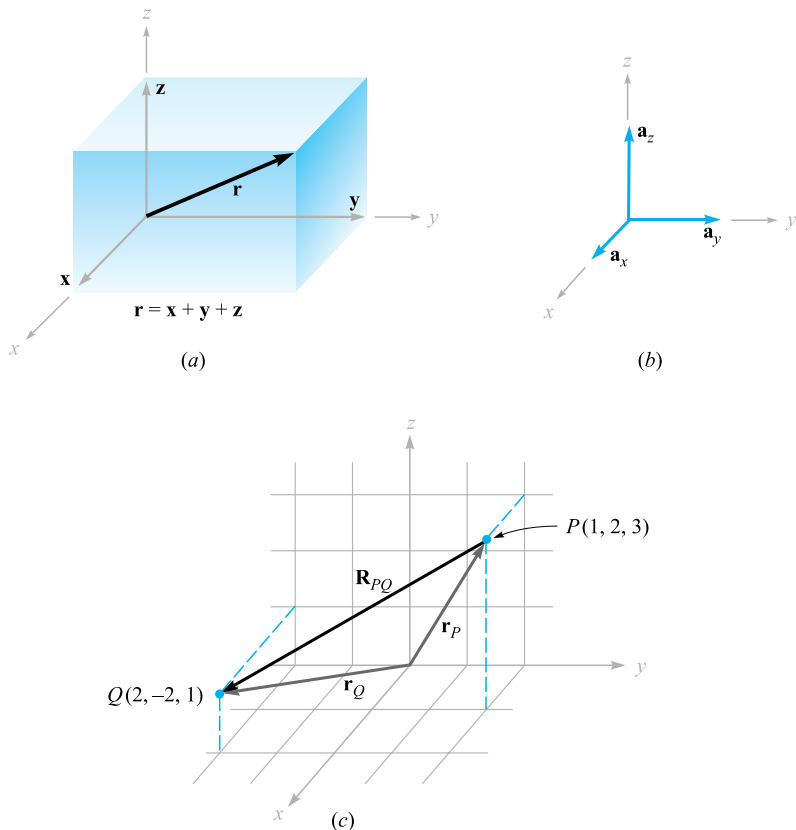 z
z
r
y
y
x
x
r = x + y + z
(a)
z
a_z
a_y
y
a_x
x
(b)
z
P(1, 2, 3)
R_PQ
r_P
y
r_Q
Q(2, –2, 1)
x
(c)